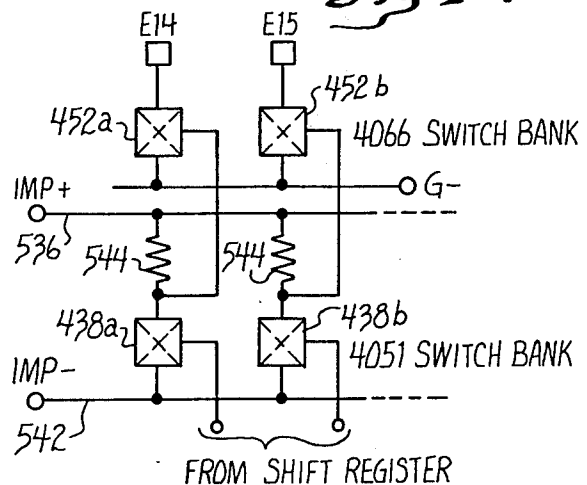 E14 E15
452a 452b
4066 SWITCH BANK
IMP+ G-
536
544 544
438a 438b
4051 SWITCH BANK
IMP-
542
FROM SHIFT REGISTER